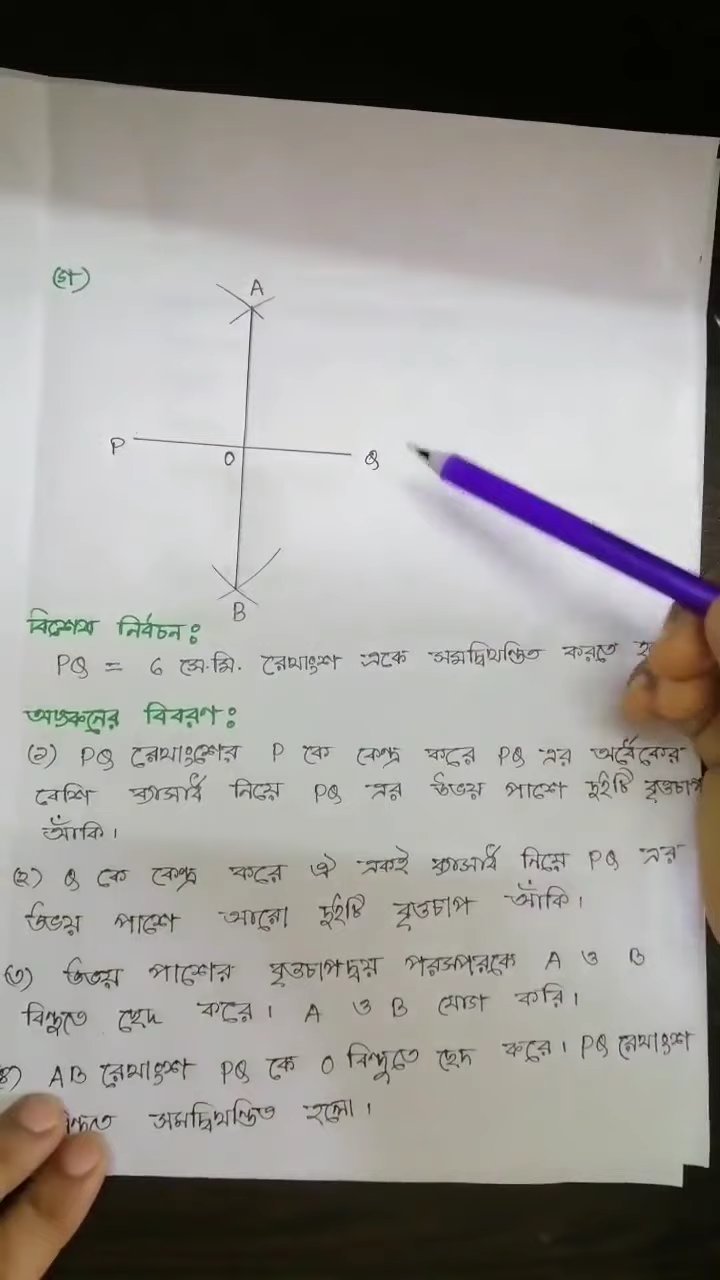 (গ)
A
P
O
Q
B
বিশেষ নির্বচন:
PQ = 6 সে.মি. রেখাংশ একে সমদ্বিখণ্ডিত করতে
অঙ্কনের বিবরণ:
(১) PQ রেখাংশের P কে কেন্দ্র করে PQ এর অর্ধেকের
বেশি ব্যাসার্ধ নিয়ে PQ এর উভয় পাশে দুইটি বৃত্তচাপ
আঁকি।
(২) Q কে কেন্দ্র করে ঐ একই ব্যাসার্ধ নিয়ে PQ এর
উভয় পাশে আরো দুইটি বৃত্তচাপ আঁকি।
(৩) উভয় পাশের বৃত্তচাপদ্বয় পরস্পরকে A ও B
বিন্দুতে ছেদ করে। A ও B যোগ করি।
৪) AB রেখাংশ PQ কে O বিন্দুতে ছেদ করে। PQ রেখাংশ
সমদ্বিখণ্ডিত হলো।